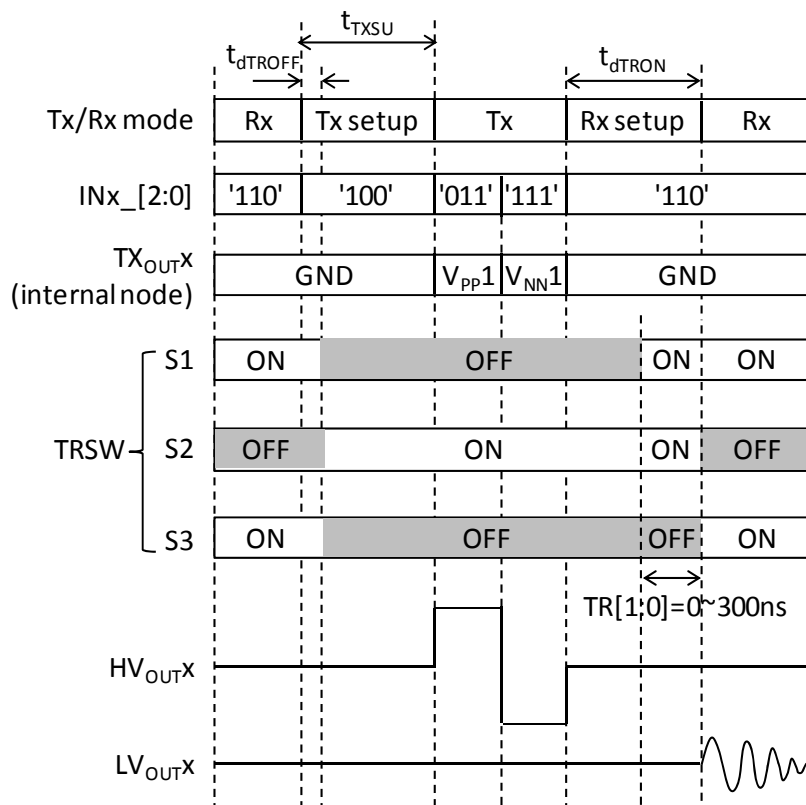 tTXSU
tdTROFF
tdTRON
Tx/Rx mode Rx Tx setup Tx Rx setup Rx
INx_[2:0] '110' '100' '011' '111' '110'
TXOUTx
(internal node)
GND VPP1 VNN1 GND
TRSW
S1 ON OFF ON ON
S2 OFF ON ON OFF
S3 ON OFF OFF ON
TR[1:0]=0~300ns
HVOUTx
LVOUTx